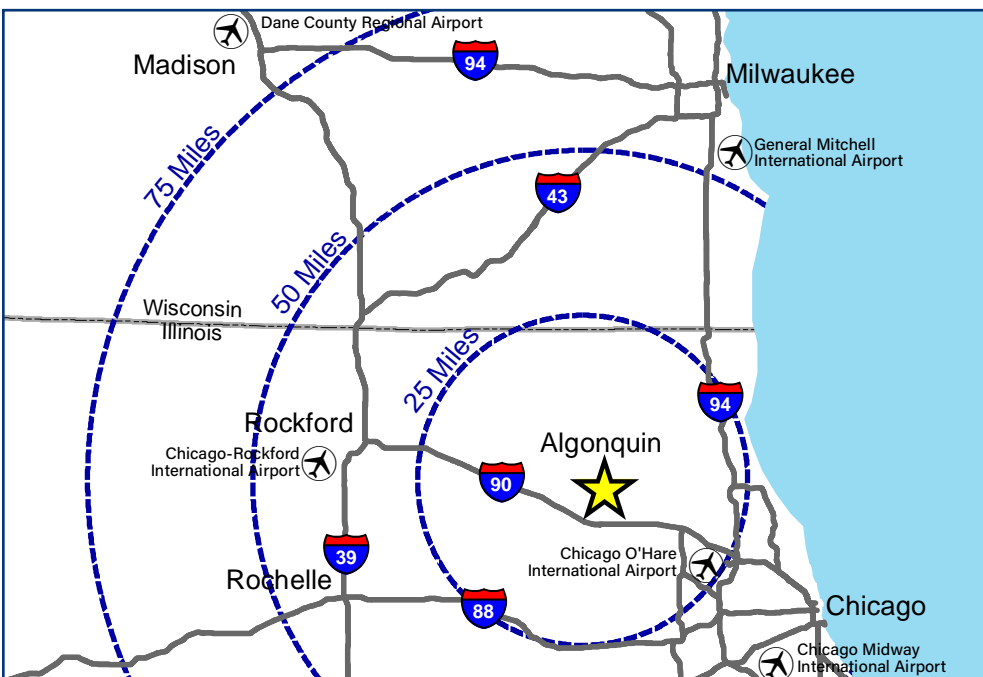 Dane County Regional Airport
Madison
94
Milwaukee
General Mitchell
International Airport
75 Miles
43
50 Miles
Wisconsin
Illinois
25 Miles
94
Rockford
Algonquin
Chicago-Rockford
International Airport
90
39
Chicago O'Hare
International Airport
Rochelle
88
Chicago
Chicago Midway
International Airport